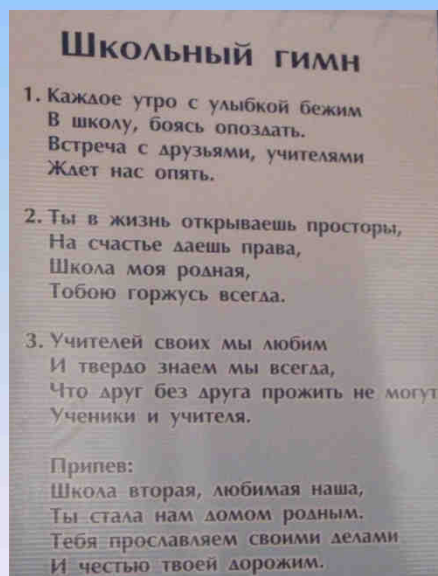 Школьный гимн
1. Каждое утро с улыбкой бежим
В школу, боясь опоздать.
Встреча с друзьями, учителями
Ждет нас опять.
2. Ты в жизнь открываешь просторы,
На счастье даешь права,
Школа моя родная,
Тобою горжусь всегда.
3. Учителей своих мы любим
И твердо знаем мы всегда,
Что друг без друга прожить не могут
Ученики и учителя.
Припев:
Школа вторая, любимая наша,
Ты стала нам домом родным.
Тебя прославляем своими делами
И честью твоей дорожим.